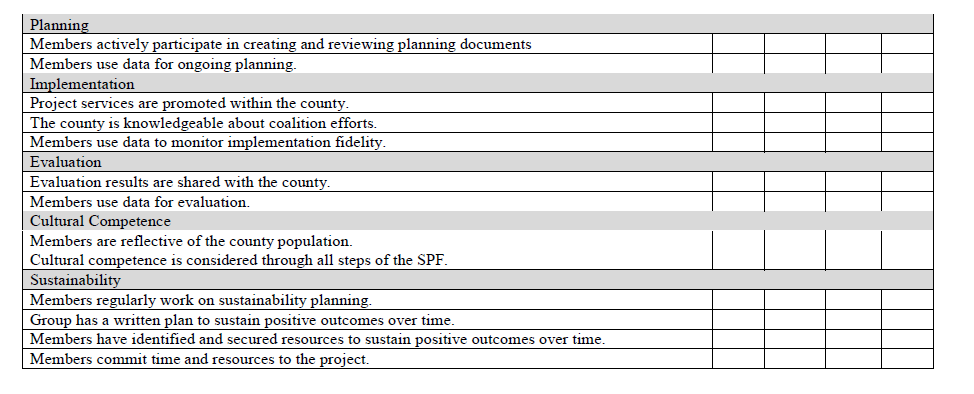 Planning
Members actively participate in creating and reviewing planning documents
Members use data for ongoing planning.
Implementation
Project services are promoted within the county.
The county is knowledgeable about coalition efforts.
Members use data to monitor implementation fidelity.
Evaluation
Evaluation results are shared with the county.
Members use data for evaluation.
Cultural Competence
Members are reflective of the county population.
Cultural competence is considered through all steps of the SPF.
Sustainability
Members regularly work on sustainability planning.
Group has a written plan to sustain positive outcomes over time.
Members have identified and secured resources to sustain positive outcomes over time.
Members commit time and resources to the project.